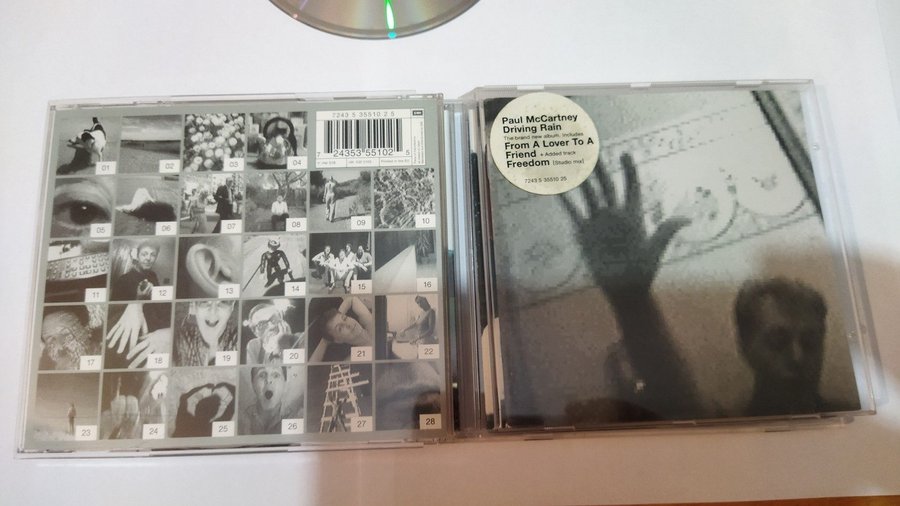 7243 5 35510 2 5
EMI
7 24353 55102 5
01
02
03
04
05
06
07
08
09
10
11
12
13
14
15
16
17
18
19
20
21
22
23
24
25
26
27
28
Paul McCartney
Driving Rain
The brand new album. Includes
From A Lover To A
Friend + Added track
Freedom [Studio mix]
7243 5 35510 25